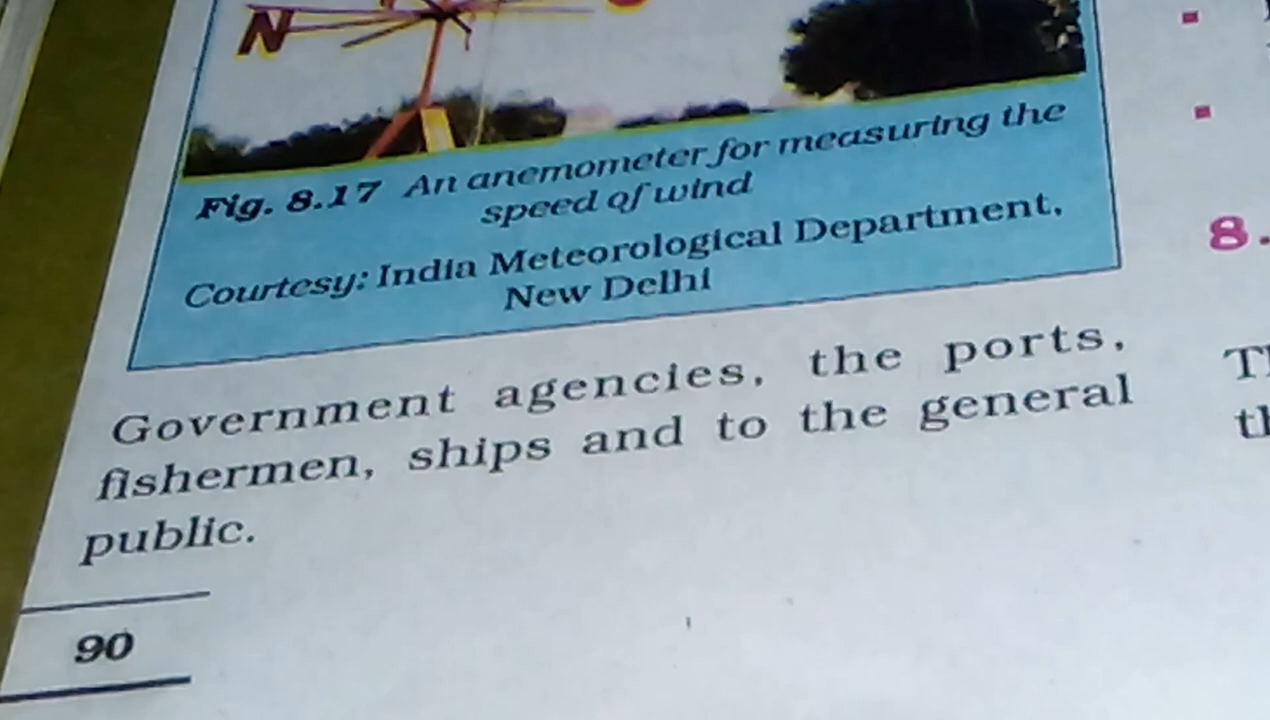 N
Fig. 8.17 An anemometer for measuring the
speed of wind
Courtesy: India Meteorological Department,
New Delhi
Government agencies, the ports,
fishermen, ships and to the general
public.
90
8.